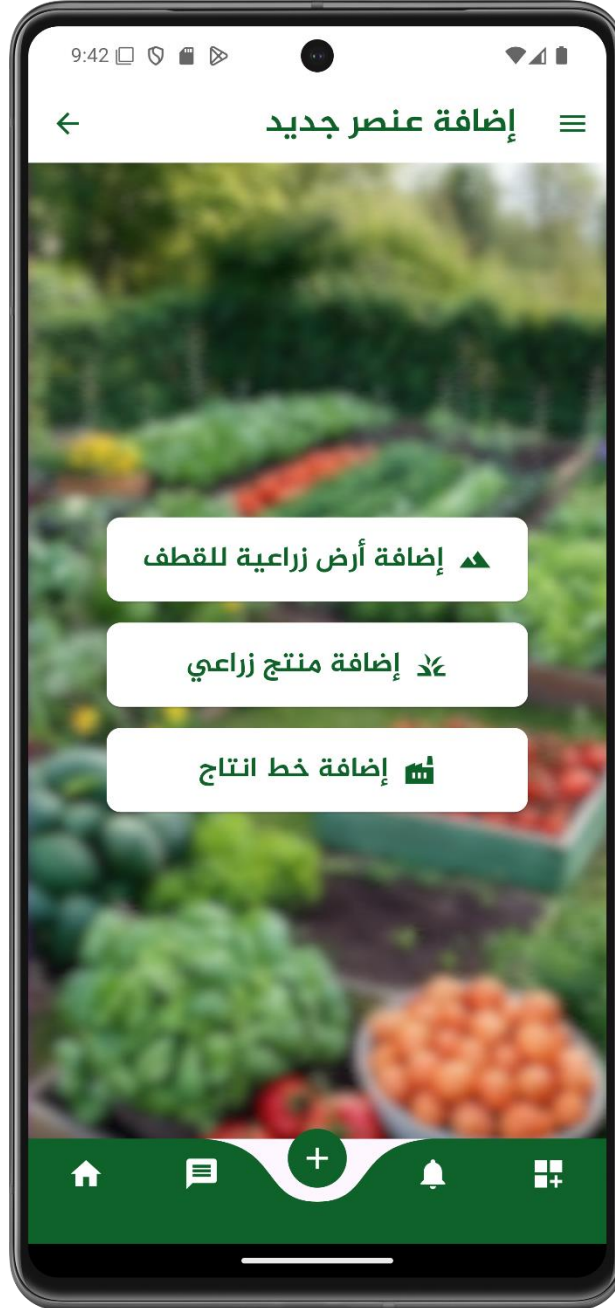 9:42
إضافة عنصر جديد
إضافة أرض زراعية للقطف
إضافة منتج زراعي
إضافة خط انتاج